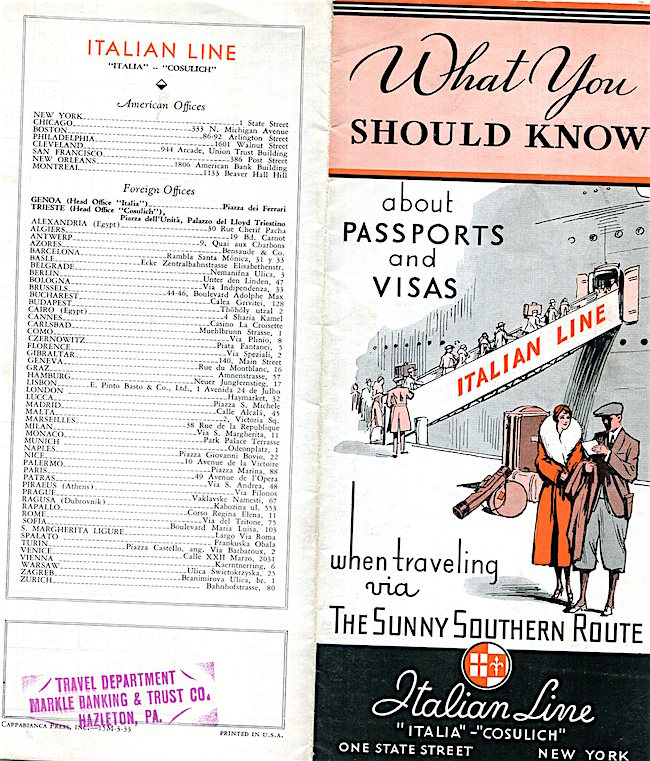 ITALIAN LINE
"ITALIA" -- "COSULICH"
American Offices
NEW YORK 1 State Street
CHICAGO 333 N. Michigan Avenue
BOSTON 86-92 Arlington Street
PHILADELPHIA 1601 Walnut Street
CLEVELAND 944 Arcade, Union Trust Building
SAN FRANCISCO 386 Post Street
NEW ORLEANS 1806 American Bank Building
MONTREAL 1133 Beaver Hall Hill
Foreign Offices
GENOA (Head Office "Italia") Piazza dei Ferrari
TRIESTE (Head Office "Cosulich"),
Piazza dell'Unità, Palazzo del Lloyd Triestino
ALEXANDRIA (Egypt) 30 Rue Cherif Pacha
ALGIERS 19 Bd. Carnot
ANTWERP 9, Quai aux Charbons
AZORES Bensaude & Co.
BARCELONA Rambla Santa Mónica, 31 y 33
BASLE Ecke Zentralbahnstrasse Elisabethenstr.
BELGRADE Nemanjina Ulica, 3
BERLIN Unter den Linden, 47
BOLOGNA Via Indipendenza, 33
BRUSSELS 44-46, Boulevard Adolphe Max
BUCHAREST Calea Grivitei, 128
BUDAPEST utzal 2
CAIRO (Egypt) 4 Sharia Kamel
CANNES Casino La Croisette
CARLSBAD Muehlbrunn Strasse, 1
COMO Via Plinio, 8
CZERNOWITZ Piata Fantanei, 5
FLORENCE Via Speziali, 2
GIBRALTAR 140, Main Street
GENEVA Rue du Montblanc, 16
GRAZ 57
HAMBURG Neuer Jungfernstieg, 17
LISBON E. Pinto Basto & Co., Ltd., 1 Avenida 24 de Julho
LONDON Haymarket, 32
LUCCA Piazza S. Michele
MADRID Calle Alcalá, 45
MALTA 2, Victoria Sq.
MARSEILLES 38 Rue de la Republique
MILAN Via S. Margherita, 11
MONACO Park Palace Terrasse
MUNICH Odeonplatz, 1
NAPLES Piazza Giovanni Bovio, 22
NICE 10 Avenue de la Victoire
PALERMO Piazza Marina, 88
PARIS 49 Avenue de l'Opera
PATRAS Via S. Andrea, 48
PIRAEUS (Athens) Via Filonos
PRAGUE Vaklavske Namesti, 67
RAGUSA (Dubrovnik) Kabozina ul. 553
RAPALLO Corso Regina Elena, 11
ROME Via del Tritone, 75
SOFIA Boulevard Maria Luisa, 103
S. MARGHERITA LIGURE Largo Via Roma
SPALATO Frankuska Obala
TURIN Piazza Castello, ang. Via Barbaroux, 2
VENICE Calle XXII Marzo, 2031
VIENNA Kaerntnerring, 6
WARSAW Ulica Swietokrzyska, 25
ZAGREB Branimirova Ulica, br. 1
ZURICH Bahnhofstrasse, 80
TRAVEL DEPARTMENT
MARKLE BANKING & TRUST CO.
HAZLETON, PA.
CAPPABIANCA PRESS, INC.—15M-3-33
PRINTED IN U.S.A.
What You
SHOULD KNOW
about
PASSPORTS
and
VISAS
ITALIAN LINE
when traveling
via
THE SUNNY SOUTHERN ROUTE
Italian Line
"ITALIA"-"COSULICH"
ONE STATE STREET NEW YORK